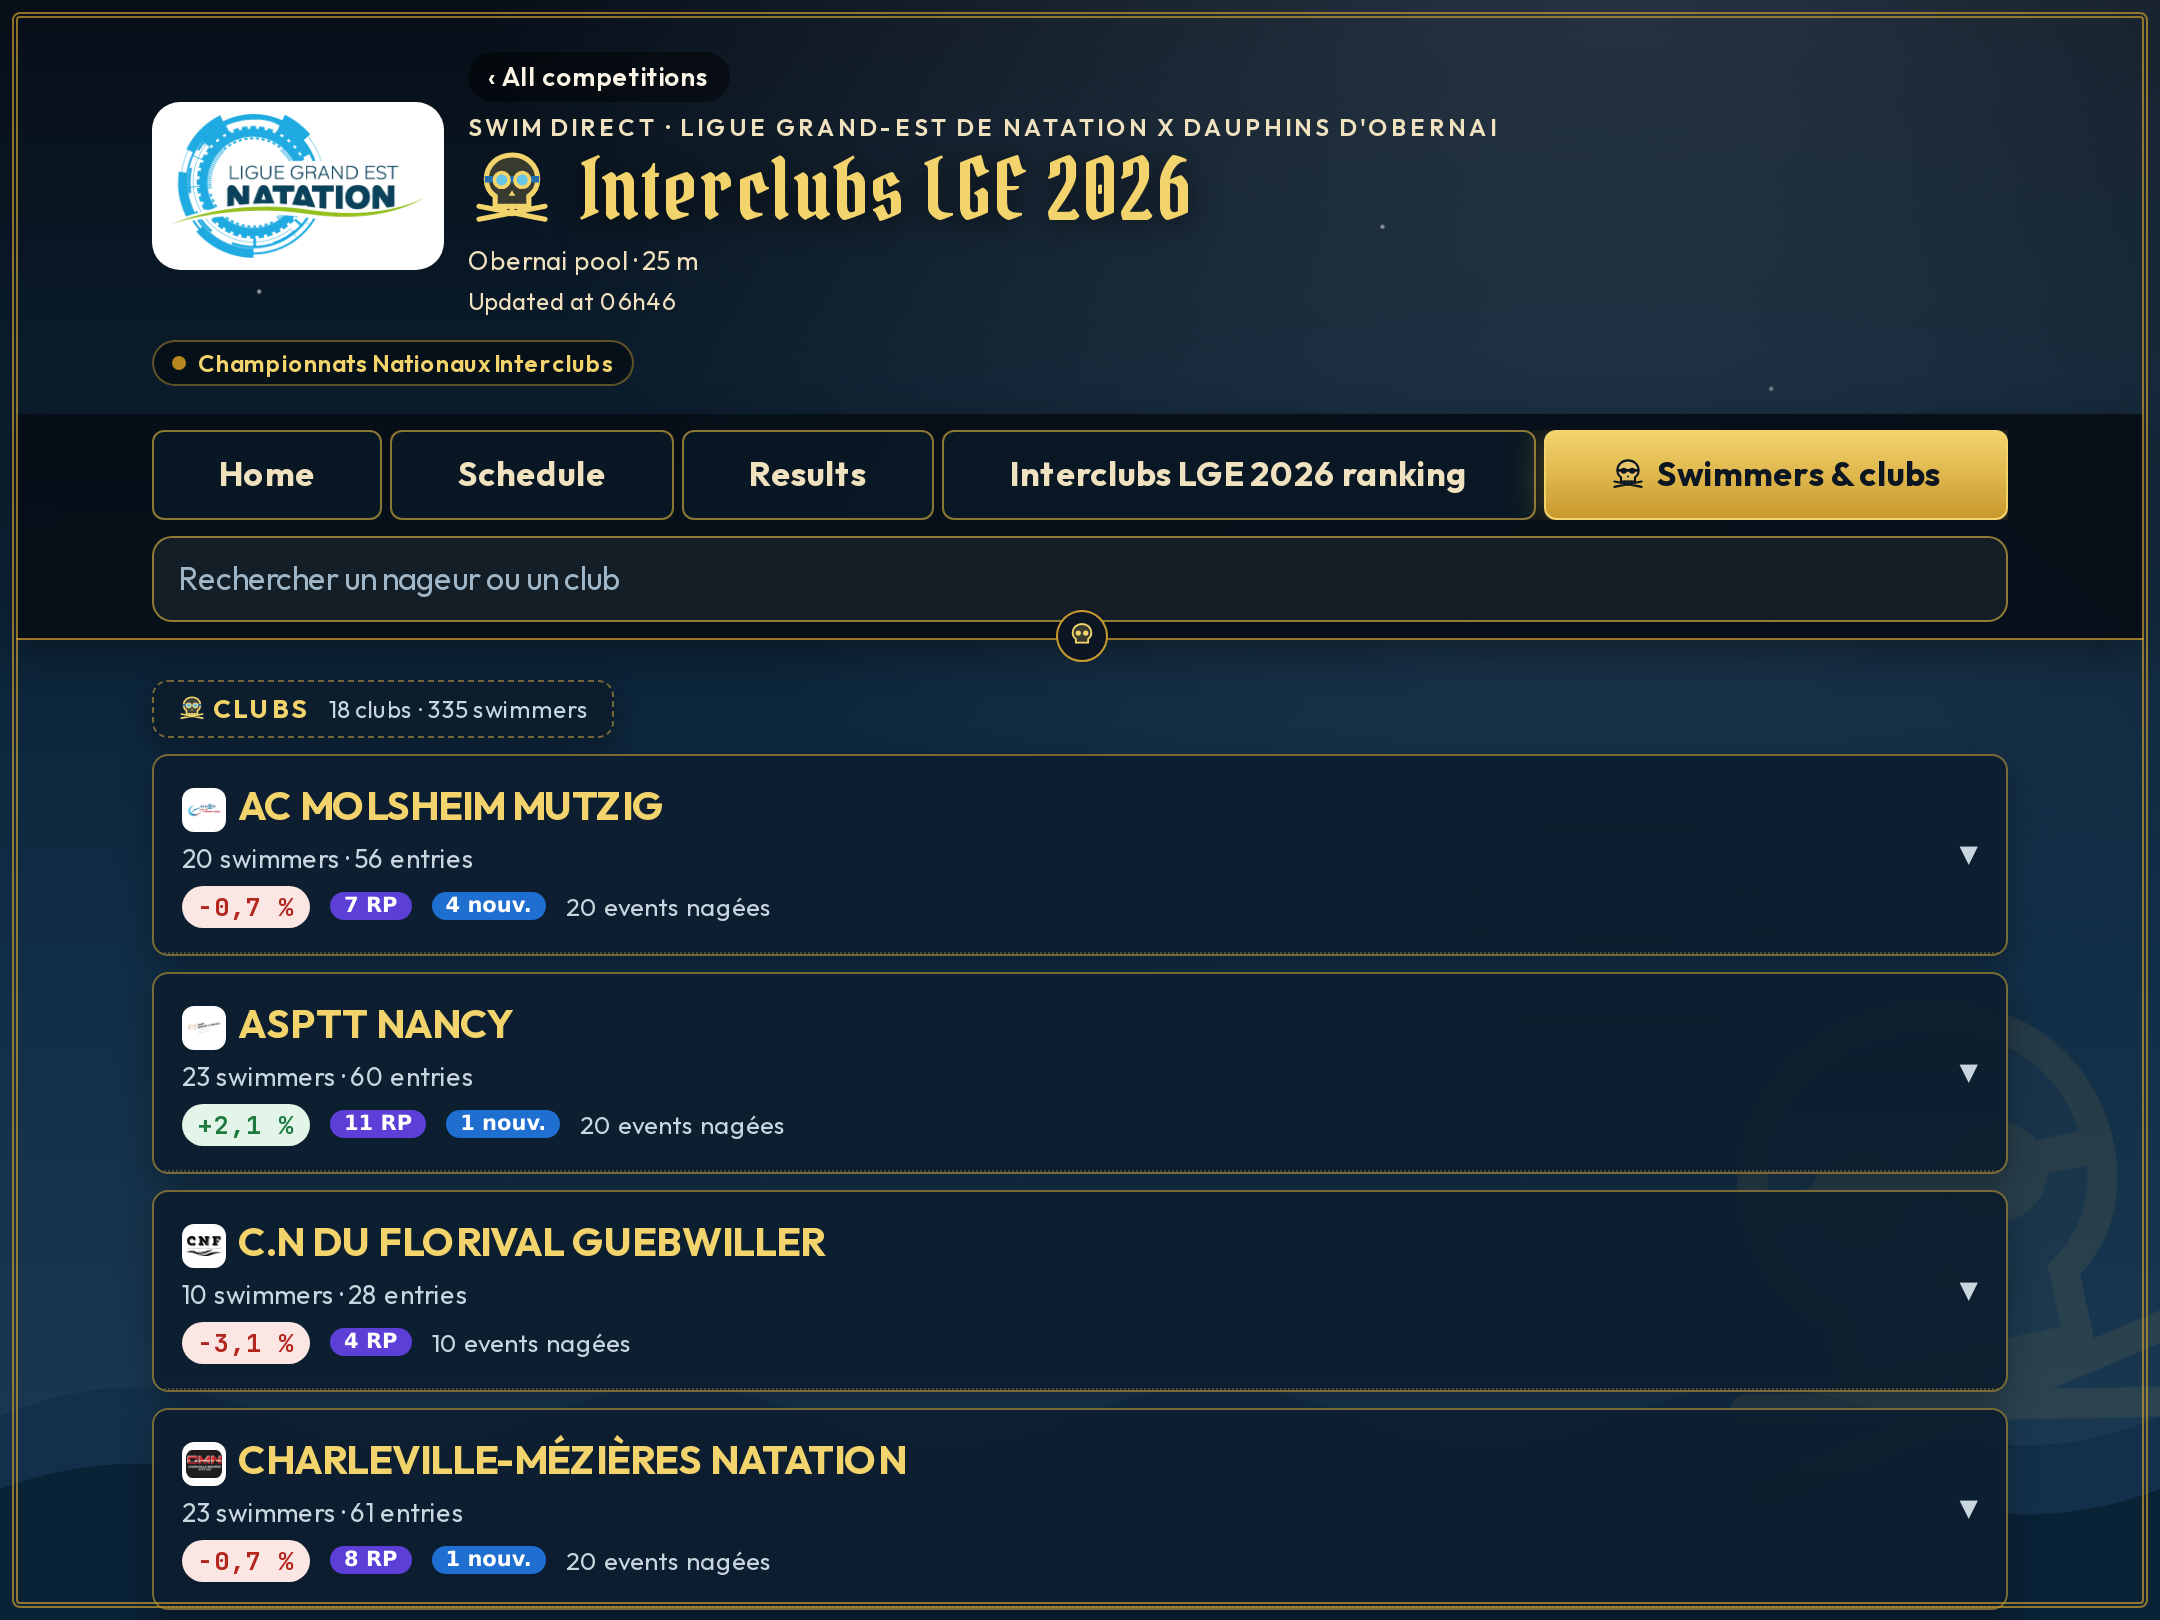 ‹ All competitions
SWIM DIRECT · LIGUE GRAND-EST DE NATATION X DAUPHINS D'OBERNAI
LIGUE GRAND EST
NATATION
Interclubs LGE 2026
Obernai pool · 25 m
Updated at 06h46
Championnats Nationaux Interclubs
Home
Schedule
Results
Interclubs LGE 2026 ranking
Swimmers & clubs
Rechercher un nageur ou un club
CLUBS 18 clubs · 335 swimmers
AC MOLSHEIM MUTZIG
20 swimmers · 56 entries
-0,7 % 7 RP 4 nouv. 20 events nagées
▼
ASPTT NANCY
23 swimmers · 60 entries
+2,1 % 11 RP 1 nouv. 20 events nagées
▼
CNF
C.N DU FLORIVAL GUEBWILLER
10 swimmers · 28 entries
-3,1 % 4 RP 10 events nagées
▼
CMN
CHARLEVILLE-MÉZIÈRES NATATION
23 swimmers · 61 entries
-0,7 % 8 RP 1 nouv. 20 events nagées
▼